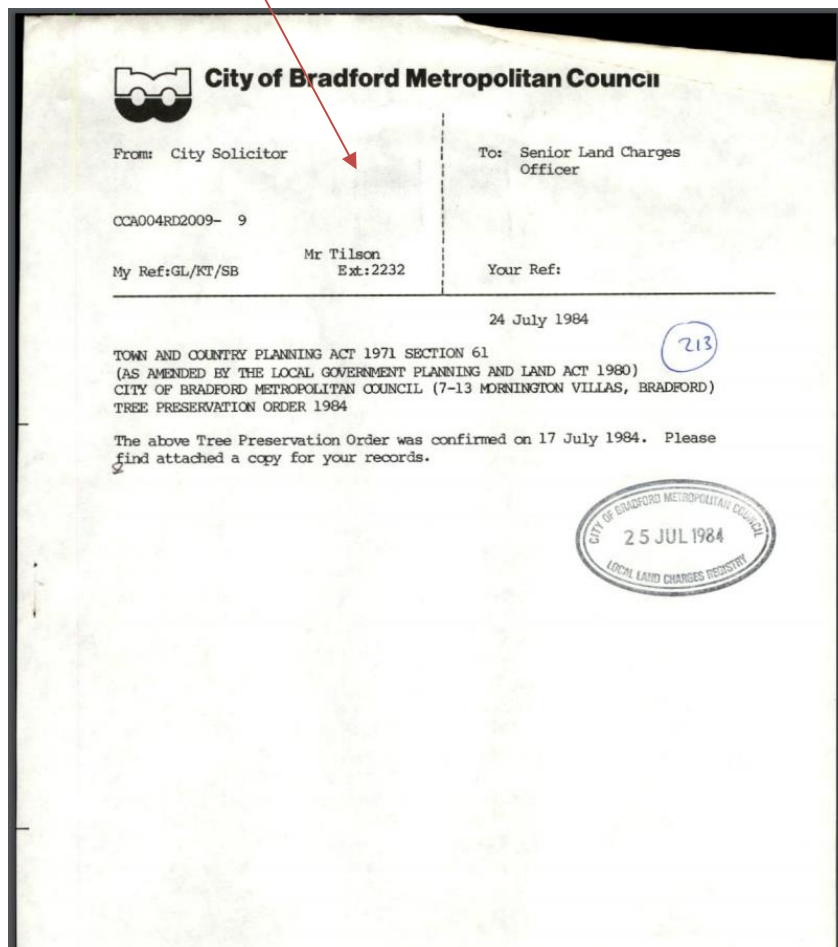 City of Bradford Metropolitan Council
From: City Solicitor
To: Senior Land Charges
Officer
CCA004RD2009- 9
Mr Tilson
My Ref:GL/KT/SB Ext:2232 Your Ref:
24 July 1984
213
TOWN AND COUNTRY PLANNING ACT 1971 SECTION 61
(AS AMENDED BY THE LOCAL GOVERNMENT PLANNING AND LAND ACT 1980)
CITY OF BRADFORD METROPOLITAN COUNCIL (7-13 MORNINGTON VILLAS, BRADFORD)
TREE PRESERVATION ORDER 1984
The above Tree Preservation Order was confirmed on 17 July 1984. Please
find attached a copy for your records.
CITY OF BRADFORD METROPOLITAN COUNCIL
25 JUL 1984
LOCAL LAND CHARGES REGISTRY